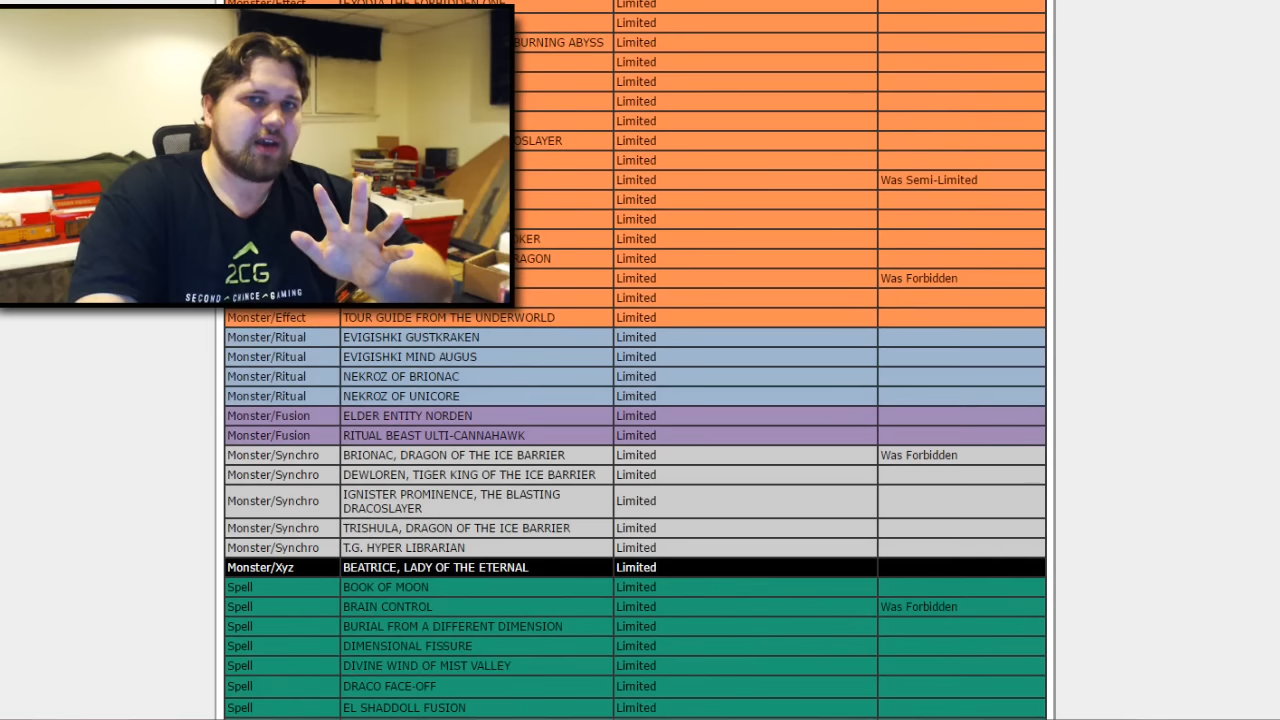 Monster/Effect EXODIA THE FORBIDDEN ONE Limited
Limited
BURNING ABYSS Limited
Limited
Limited
Limited
Limited
OSLAYER Limited
Limited
Limited Was Semi-Limited
Limited
Limited
OKER Limited
RAGON Limited
Limited Was Forbidden
Limited
2CG
SECOND CHANCE GAMING
Monster/Effect TOUR GUIDE FROM THE UNDERWORLD Limited
Monster/Ritual EVIGISHKI GUSTKRAKEN Limited
Monster/Ritual EVIGISHKI MIND AUGUS Limited
Monster/Ritual NEKROZ OF BRIONAC Limited
Monster/Ritual NEKROZ OF UNICORE Limited
Monster/Fusion ELDER ENTITY NORDEN Limited
Monster/Fusion RITUAL BEAST ULTI-CANNAHAWK Limited
Monster/Synchro BRIONAC, DRAGON OF THE ICE BARRIER Limited Was Forbidden
Monster/Synchro DEWLOREN, TIGER KING OF THE ICE BARRIER Limited
Monster/Synchro IGNISTER PROMINENCE, THE BLASTING
DRACOSLAYER Limited
Monster/Synchro TRISHULA, DRAGON OF THE ICE BARRIER Limited
Monster/Synchro T.G. HYPER LIBRARIAN Limited
Monster/Xyz BEATRICE, LADY OF THE ETERNAL Limited
Spell BOOK OF MOON Limited
Spell BRAIN CONTROL Limited Was Forbidden
Spell BURIAL FROM A DIFFERENT DIMENSION Limited
Spell DIMENSIONAL FISSURE Limited
Spell DIVINE WIND OF MIST VALLEY Limited
Spell DRACO FACE-OFF Limited
Spell EL SHADDOLL FUSION Limited